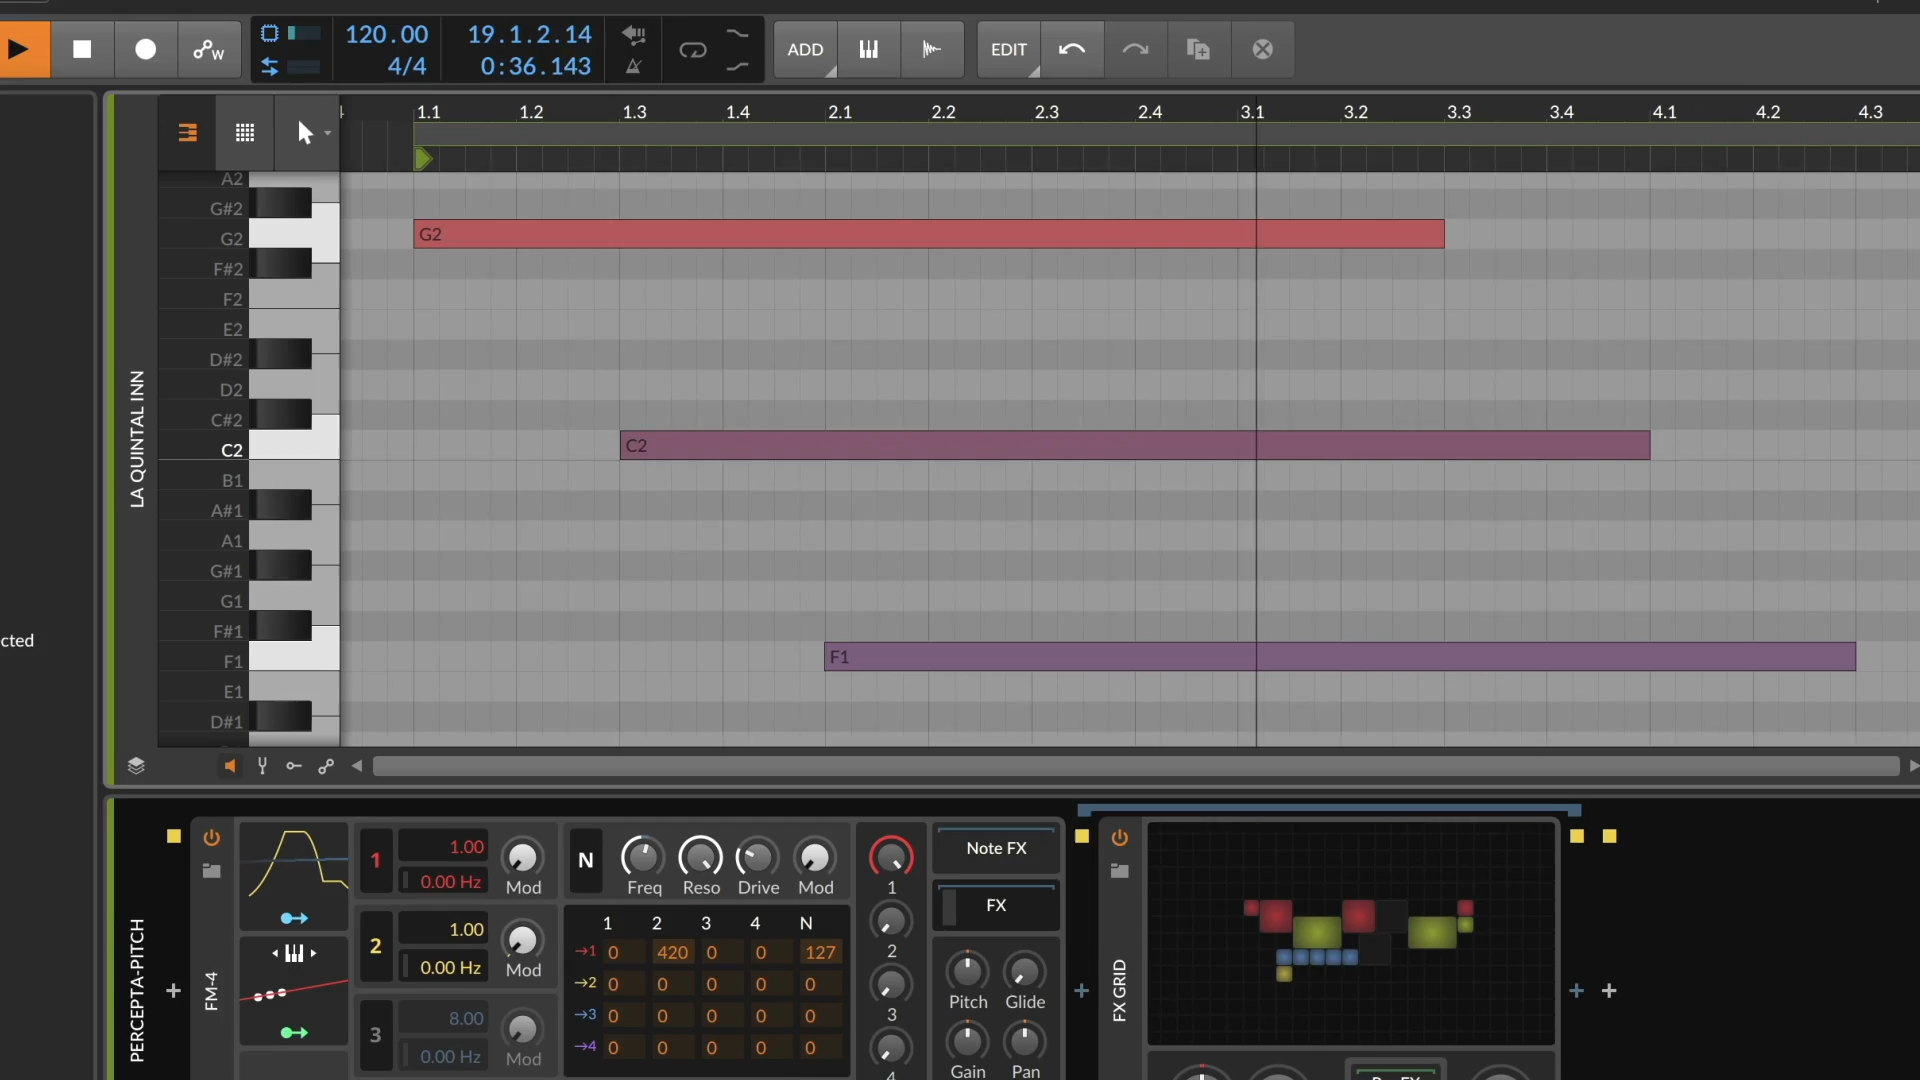 W
120.00
4/4
19.1.2.14
0:36.143
ADD
EDIT
1.1 1.2 1.3 1.4 2.1 2.2 2.3 2.4 3.1 3.2 3.3 3.4 4.1 4.2 4.3
A2
G#2
G2 G2
F#2
F2
E2
D#2
D2
C#2
C2 C2
B1
A#1
A1
G#1
G1
F#1
F1 F1
E1
D#1
LA QUINTAL INN
cted
PERCEPTA-PITCH
FM-4
1 1.00
0.00 Hz Mod
2 1.00
0.00 Hz Mod
3 8.00
0.00 Hz Mod
N Freq Reso Drive Mod
1 2 3 4 N
→1 0 420 0 0 127
→2 0 0 0 0 0
→3 0 0 0 0 0
→4 0 0 0 0 0
1
2
3
4
Note FX
FX
Pitch Glide
Gain Pan
FX GRID